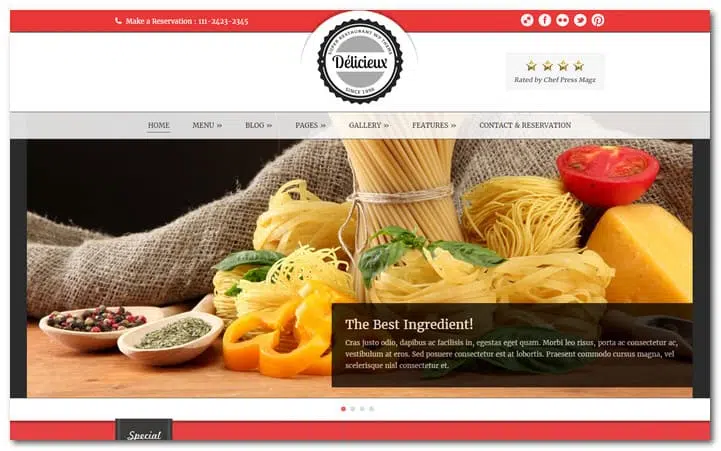 Make a Reservation : 111-2423-2345
SUPER RESTAURANT WP THEME
Délicieux
SINCE 1996
Rated by Chef Press Magz
HOME MENU » BLOG » PAGES » GALLERY » FEATURES » CONTACT & RESERVATION
The Best Ingredient!
Cras justo odio, dapibus ac facilisis in, egestas eget quam. Morbi leo risus, porta ac consectetur ac,
vestibulum at eros. Sed posuere consectetur est at lobortis. Praesent commodo cursus magna, vel
scelerisque nisl consectetur et.
Special